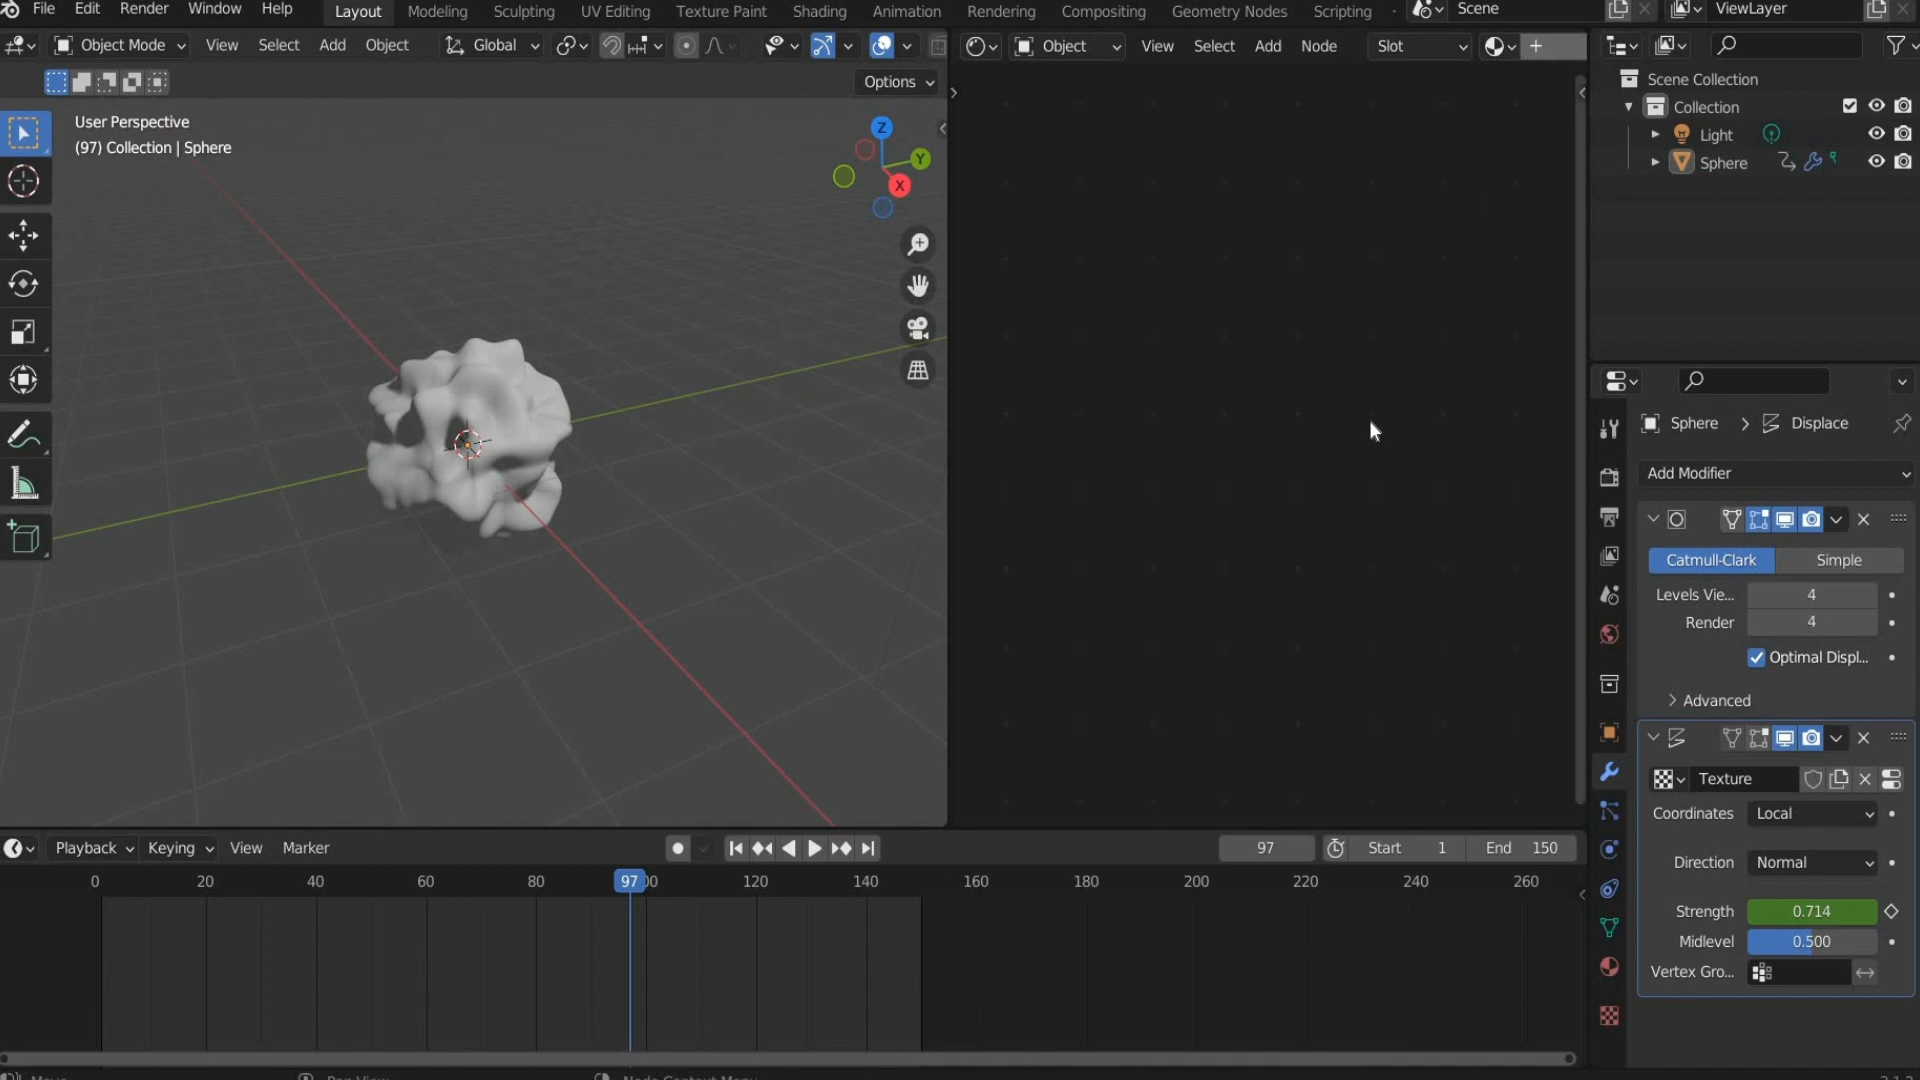 File Edit Render Window Help Layout Modeling Sculpting UV Editing Texture Paint Shading Animation Rendering Compositing Geometry Nodes Scripting Scene ViewLayer
Object Mode View Select Add Object Global Object View Select Add Node Slot
Options
User Perspective
(97) Collection | Sphere
Z
Y
X
Scene Collection
Collection
Light
Sphere
Sphere Displace
Add Modifier
Catmull-Clark Simple
Levels Vie... 4
Render 4
Optimal Displ...
Advanced
Texture
Coordinates Local
Direction Normal
Strength 0.714
Midlevel 0.500
Vertex Gro...
Playback Keying View Marker 97 Start 1 End 150
0 20 40 60 80 97 00 120 140 160 180 200 220 240 260